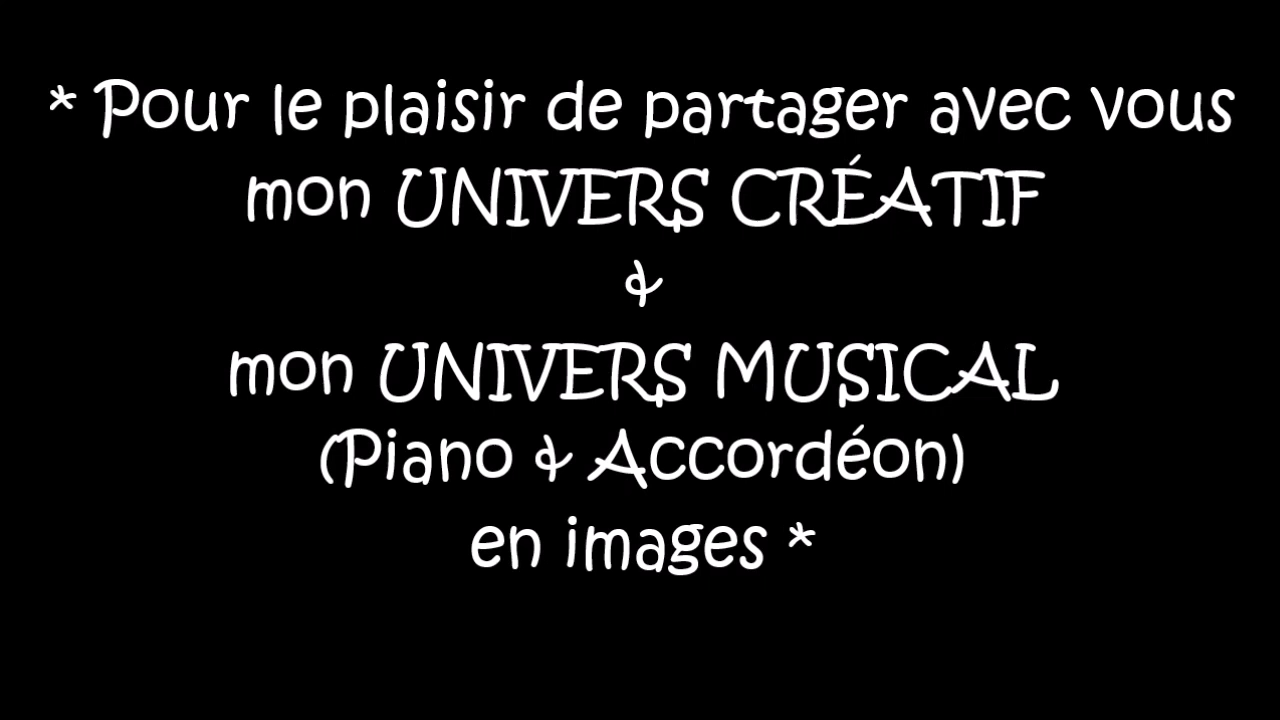 * Pour le plaisir de partager avec vous
mon UNIVERS CRÉATIF
&
mon UNIVERS MUSICAL
(Piano & Accordéon)
en images *